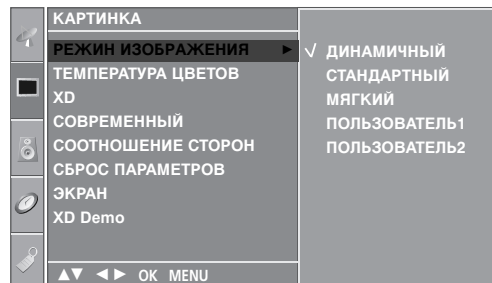 КАРТИНКА
РЕЖИН ИЗОБРАЖЕНИЯ ►
ТЕМПЕРАТУРА ЦВЕТОВ
XD
СОВРЕМЕННЫЙ
СООТНОШЕНИЕ СТОРОН
СБРОС ПАРАМЕТРОВ
ЭКРАН
XD Demo
▲▼ ◄► OK MENU
√ ДИНАМИЧНЫЙ
СТАНДАРТНЫЙ
МЯГКИЙ
ПОЛЬЗОВАТЕЛЬ1
ПОЛЬЗОВАТЕЛЬ2